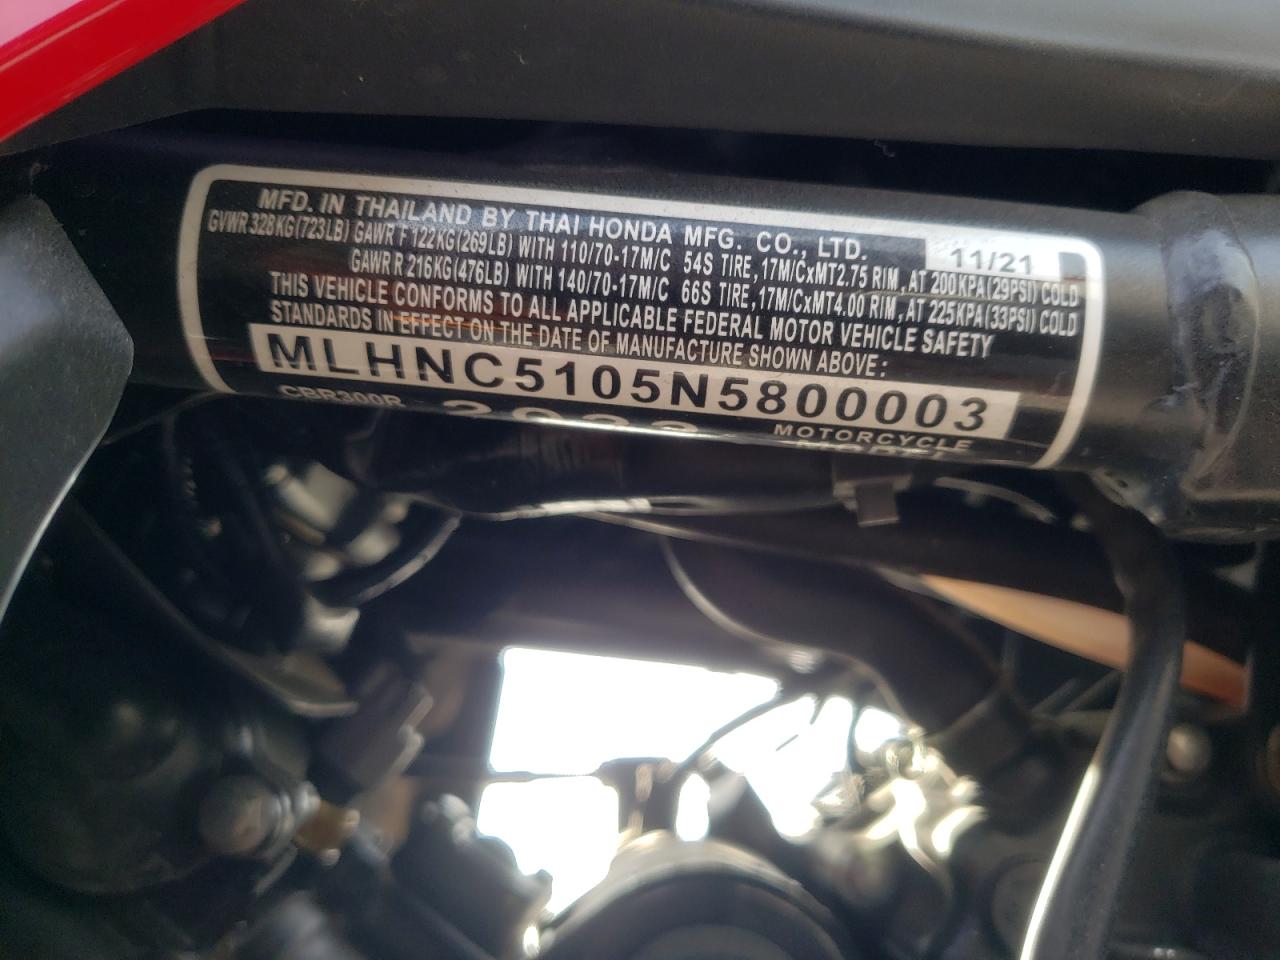 MFD. IN THAILAND BY THAI HONDA MFG. CO., LTD. 11/21
GVWR 328KG(723LB) GAWR F 122KG(269LB) WITH 110/70-17M/C 54S TIRE,17M/CxMT2.75 RIM, AT 200KPA(29PSI) COLD
GAWR R 216KG(476LB) WITH 140/70-17M/C 66S TIRE,17M/CxMT4.00 RIM, AT 225KPA(33PSI) COLD
THIS VEHICLE CONFORMS TO ALL APPLICABLE FEDERAL MOTOR VEHICLE SAFETY
STANDARDS IN EFFECT ON THE DATE OF MANUFACTURE SHOWN ABOVE:
MLHNC5105N5800003
CBR300R 2022 MOTORCYCLE
MODEL